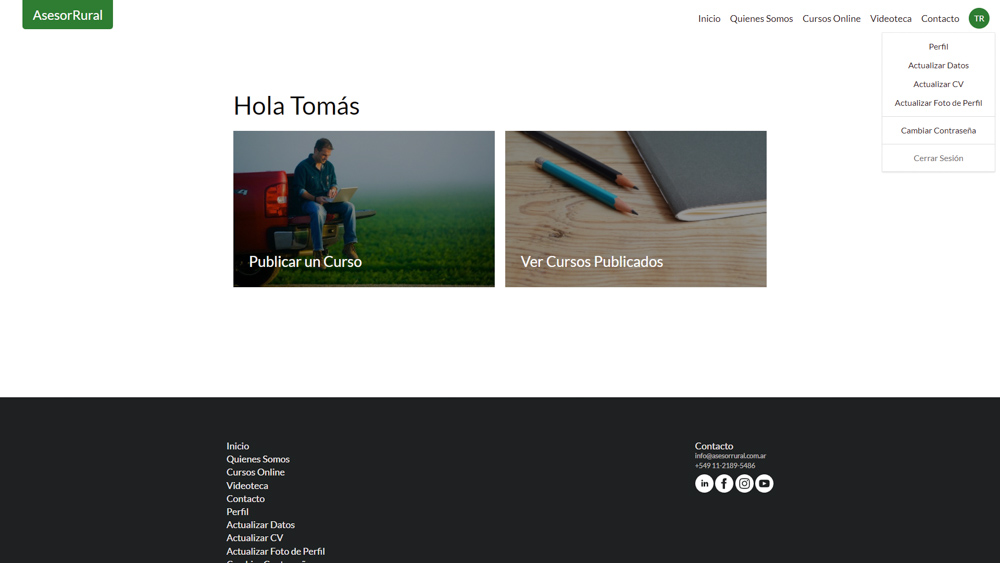 AsesorRural
Inicio
Quienes Somos
Cursos Online
Videoteca
Contacto
TR
Perfil
Actualizar Datos
Actualizar CV
Actualizar Foto de Perfil
Cambiar Contraseña
Cerrar Sesión
Hola Tomás
Publicar un Curso
Ver Cursos Publicados
Inicio
Quienes Somos
Cursos Online
Videoteca
Contacto
Perfil
Actualizar Datos
Actualizar CV
Actualizar Foto de Perfil
Contacto
info@asesorrural.com.ar
+549 11-2189-5486